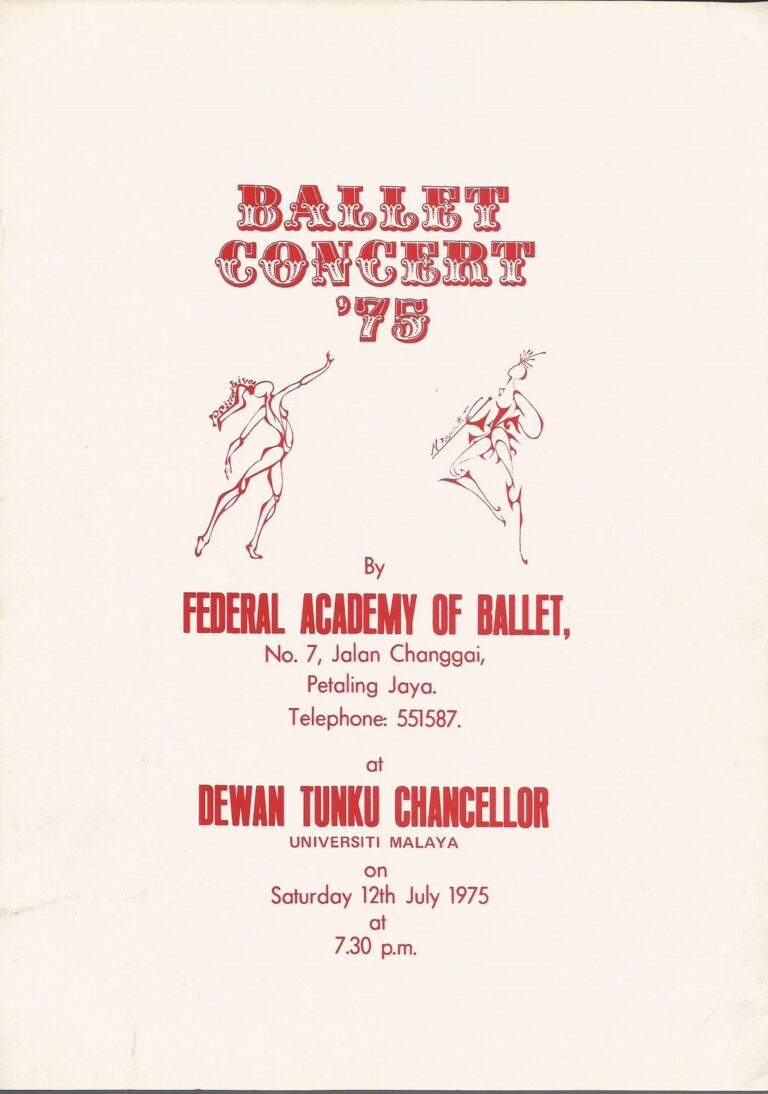 BALLET
CONCERT
'75
By
FEDERAL ACADEMY OF BALLET,
No. 7, Jalan Changgai,
Petaling Jaya.
Telephone: 551587.
at
DEWAN TUNKU CHANCELLOR
UNIVERSITI MALAYA
on
Saturday 12th July 1975
at
7.30 p.m.